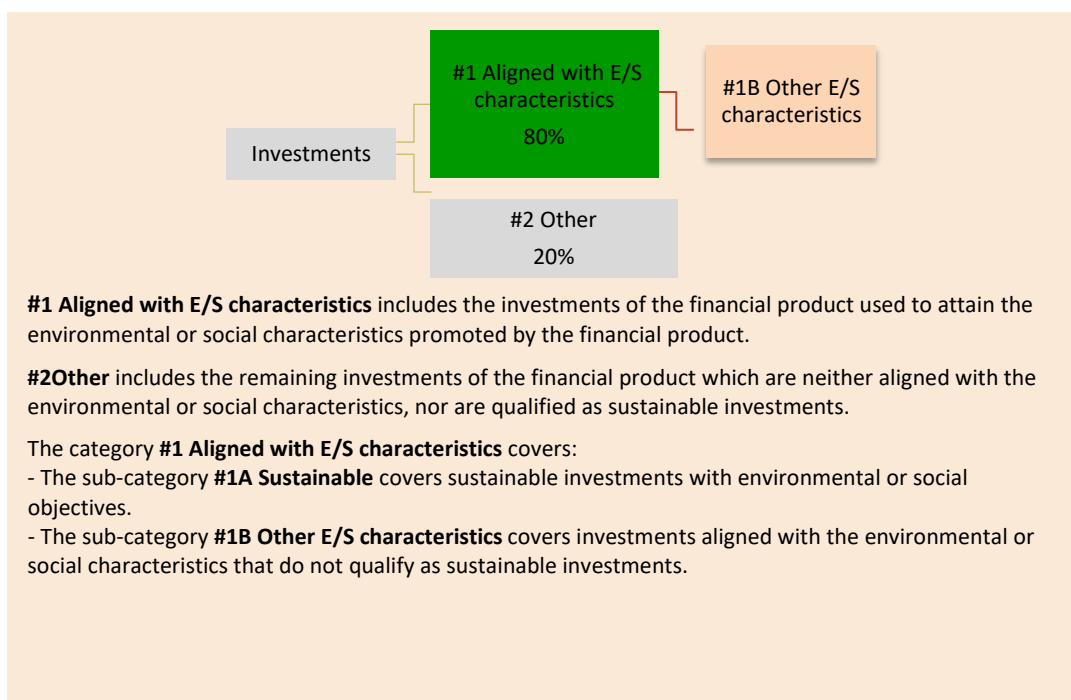 #1 Aligned with E/S
characteristics
80%
#1B Other E/S
characteristics
Investments
#2 Other
20%
#1 Aligned with E/S characteristics includes the investments of the financial product used to attain the
environmental or social characteristics promoted by the financial product.
#2Other includes the remaining investments of the financial product which are neither aligned with the
environmental or social characteristics, nor are qualified as sustainable investments.
The category #1 Aligned with E/S characteristics covers:
- The sub-category #1A Sustainable covers sustainable investments with environmental or social
objectives.
- The sub-category #1B Other E/S characteristics covers investments aligned with the environmental or
social characteristics that do not qualify as sustainable investments.